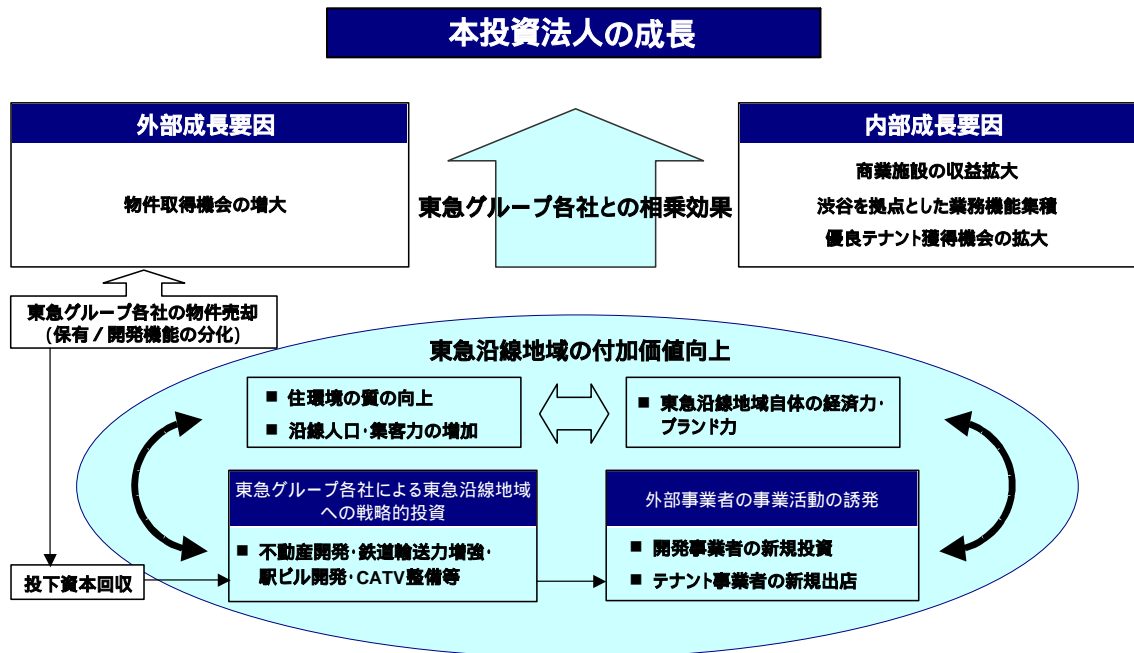 本投資法人の成長
外部成長要因
物件取得機会の増大
東急グループ各社との相乗効果
内部成長要因
商業施設の収益拡大
渋谷を拠点とした業務機能集積
優良テナント獲得機会の拡大
東急グループ各社の物件売却
(保有/開発機能の分化)
東急沿線地域の付加価値向上
■ 住環境の質の向上
■ 沿線人口・集客力の増加
■ 東急沿線地域自体の経済力・
ブランド力
東急グループ各社による東急沿線地域
への戦略的投資
■ 不動産開発・鉄道輸送力増強・
駅ビル開発・CATV整備等
外部事業者の事業活動の誘発
■ 開発事業者の新規投資
■ テナント事業者の新規出店
投下資本回収